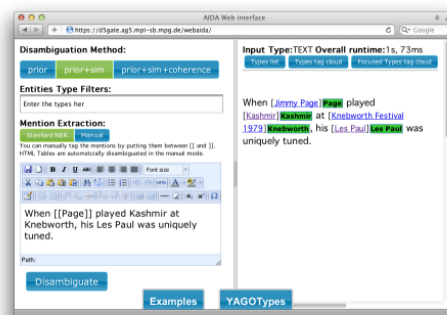 AIDA Web interface
https://d5gate.ag5.mpi-sb.mpg.de/webaida/
Google
Disambiguation Method:
prior prior+sim prior+sim+coherence
Entities Type Filters:
Enter the types her
Mention Extraction:
Stanford NER Manual
You can manually tag the mentions by putting them between [[ and ]].
HTML Tables are automatcially disambiguated in the manual mode.
B I U ABC Font size
When [[Page]] played Kashmir at
Knebworth, his Les Paul was uniquely
tuned.
Path:
Disambiguate
Input Type:TEXT Overall runtime:1s, 73ms
Types list Types tag cloud Focused Types tag cloud
When [Jimmy Page]Page played
[Kashmir]Kashmir at [Knebworth Festival
1979]Knebworth, his [Les Paul]Les Paul was
uniquely tuned.
Examples YAGOTypes